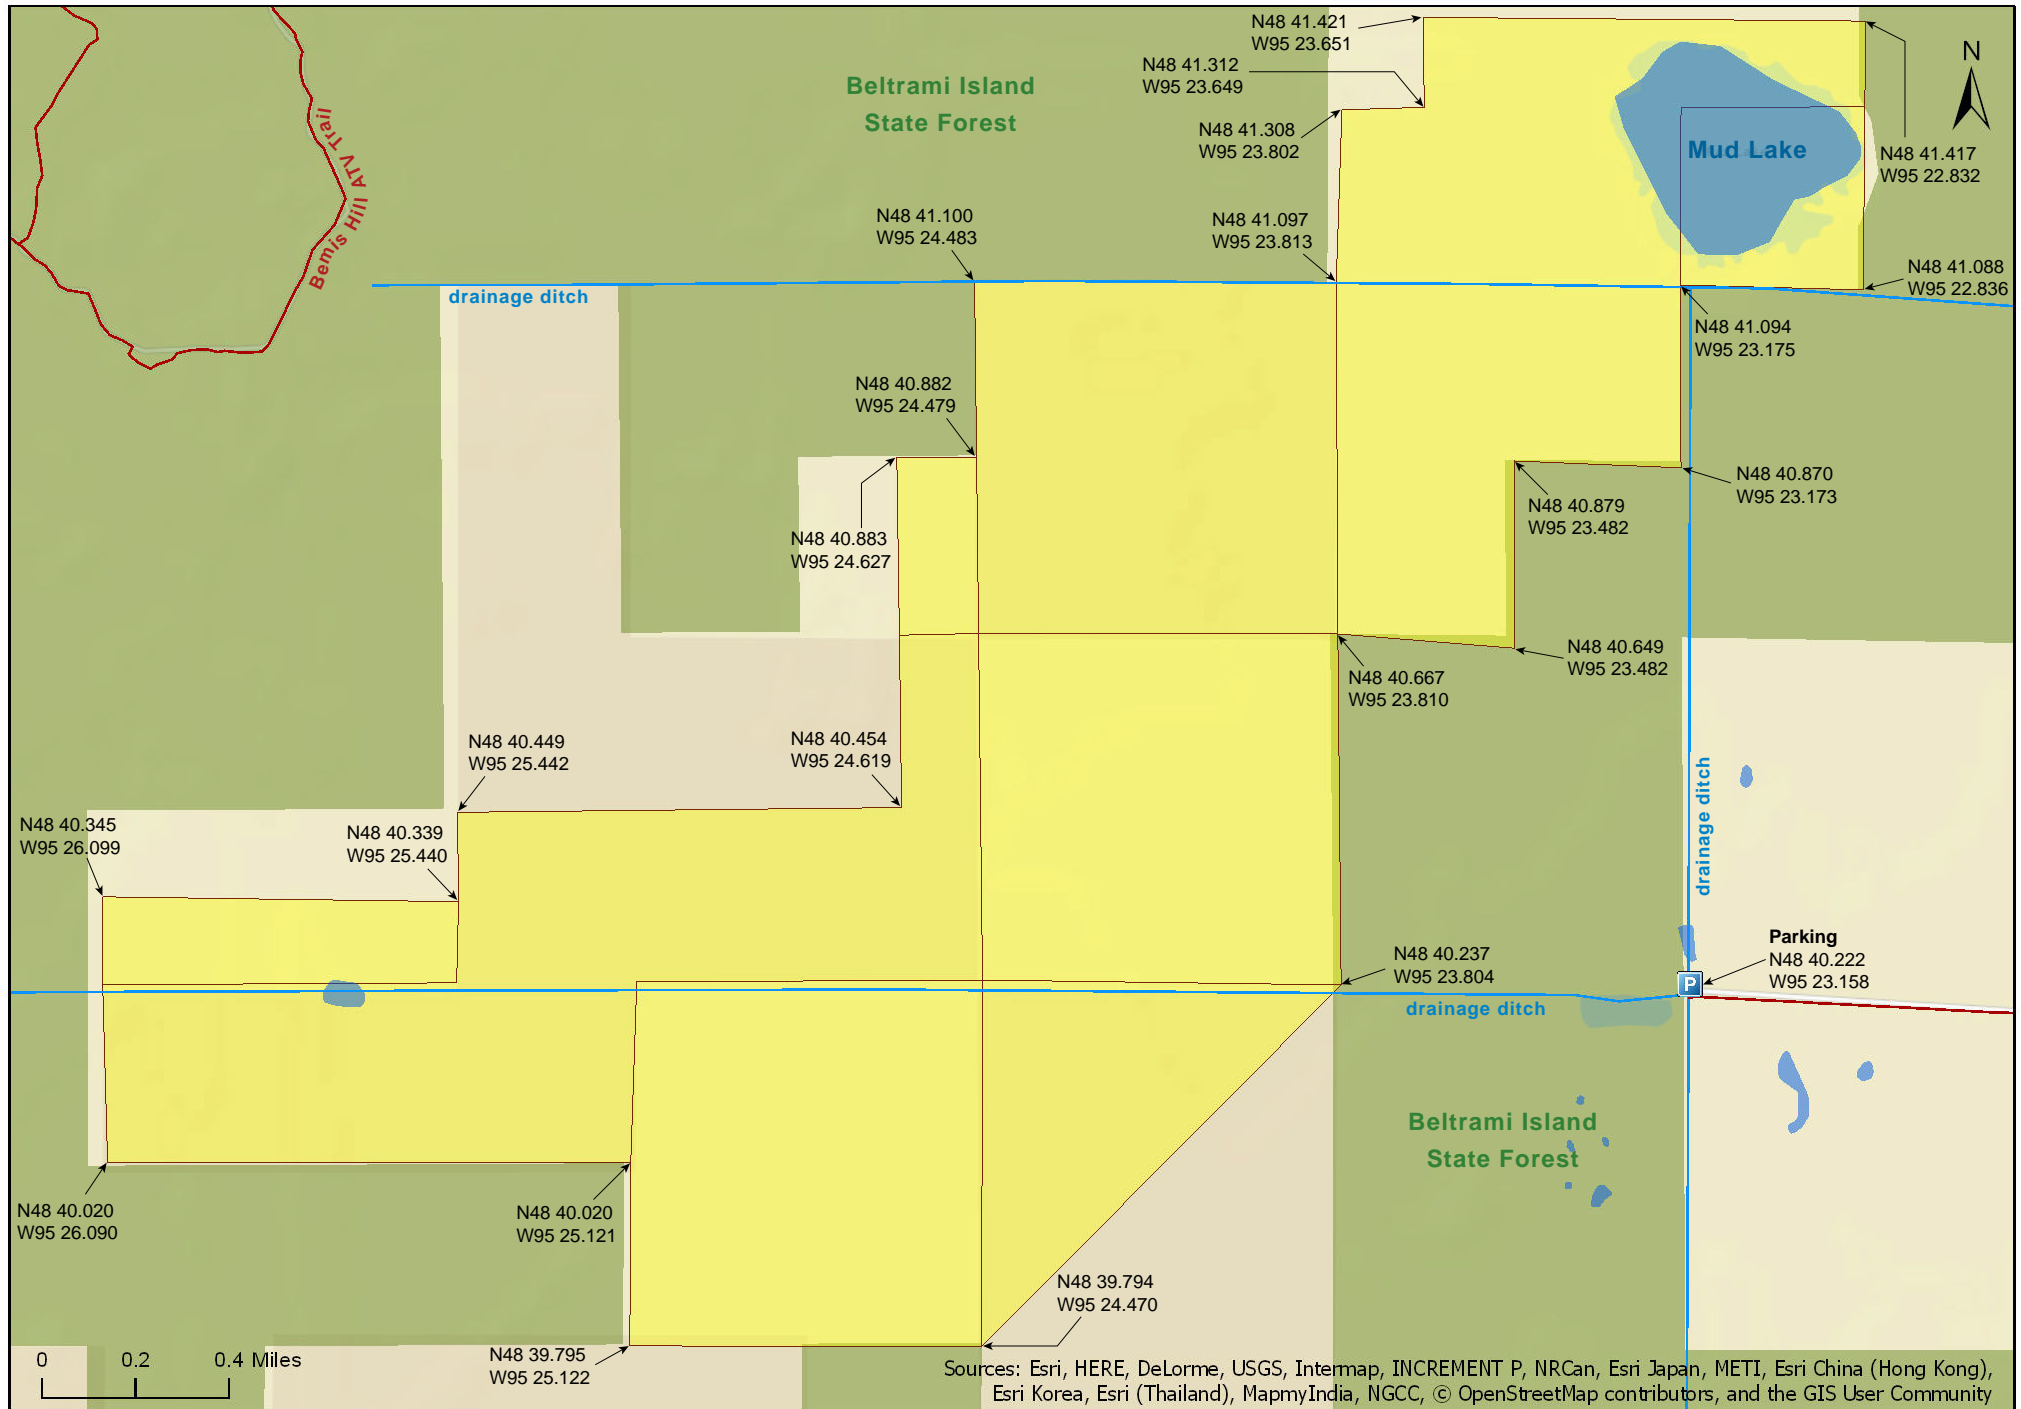 N48 41.421
W95 23.651
N48 41.312
W95 23.649
N48 41.308
W95 23.802
Beltrami Island
State Forest
N
Mud Lake
N48 41.417
W95 22.832
Bemis Hill ATV Trail
N48 41.100
W95 24.483
N48 41.097
W95 23.813
N48 41.088
W95 22.836
drainage ditch
N48 41.094
W95 23.175
N48 40.882
W95 24.479
N48 40.870
W95 23.173
N48 40.879
W95 23.482
N48 40.883
W95 24.627
N48 40.649
W95 23.482
N48 40.667
W95 23.810
N48 40.449
W95 25.442
N48 40.454
W95 24.619
drainage ditch
N48 40.345
W95 26.099
N48 40.339
W95 25.440
Parking
N48 40.222
W95 23.158
P
N48 40.237
W95 23.804
drainage ditch
Beltrami Island
State Forest
N48 40.020
W95 26.090
N48 40.020
W95 25.121
N48 39.794
W95 24.470
N48 39.795
W95 25.122
0 0.2 0.4 Miles
Sources: Esri, HERE, DeLorme, USGS, Intermap, INCREMENT P, NRCan, Esri Japan, METI, Esri China (Hong Kong),
Esri Korea, Esri (Thailand), MapmyIndia, NGCC, © OpenStreetMap contributors, and the GIS User Community